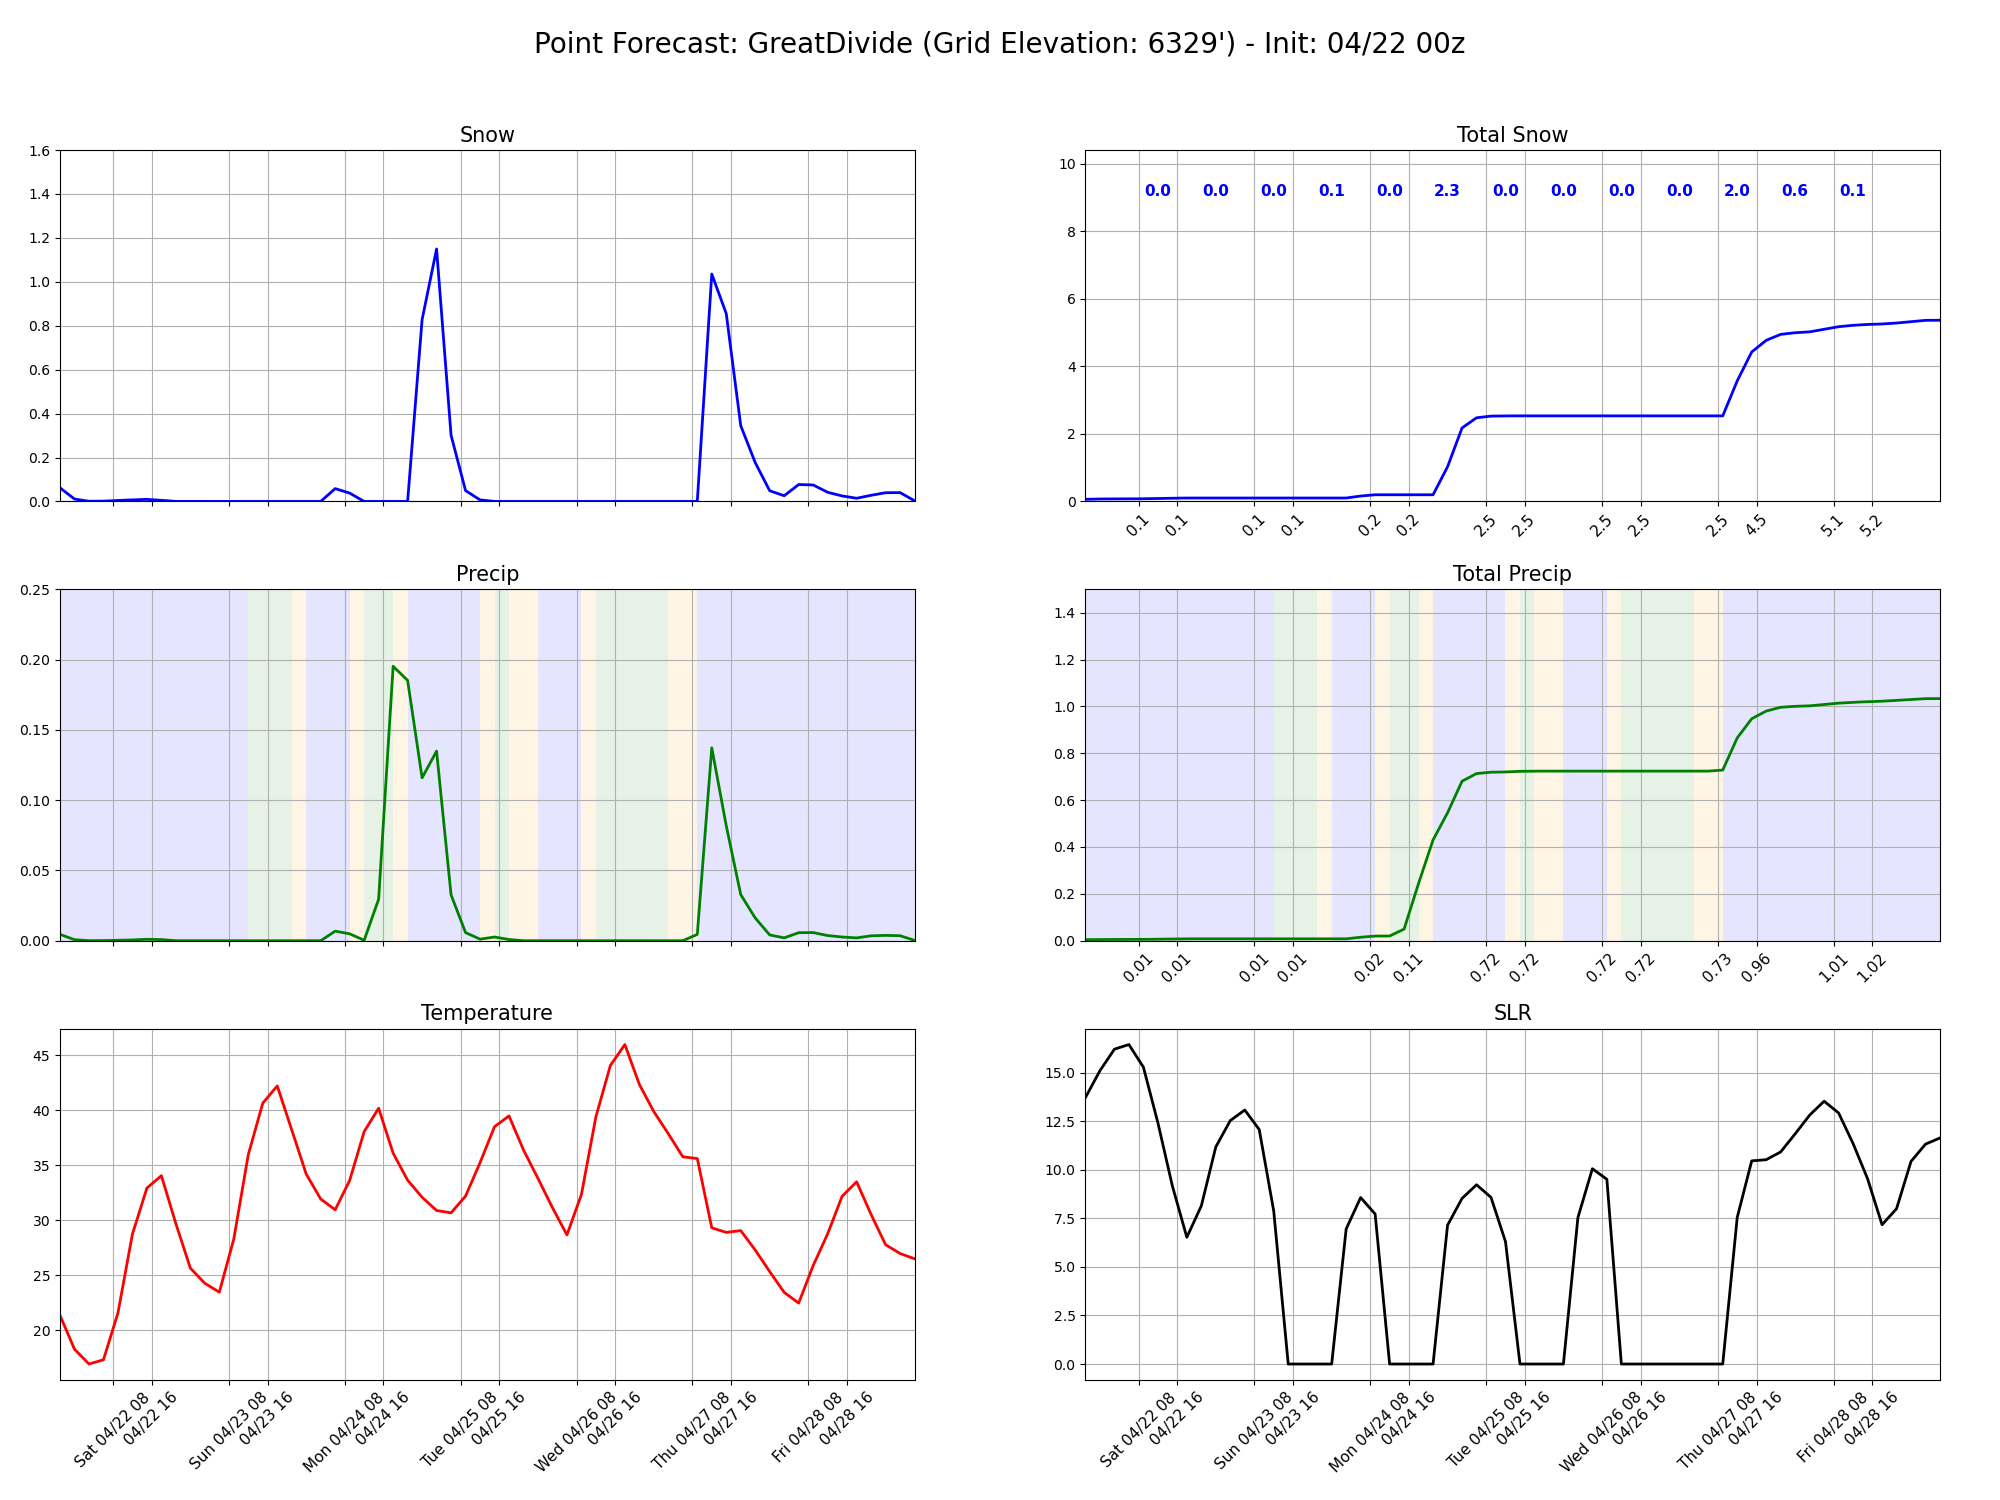 Point Forecast: GreatDivide (Grid Elevation: 6329') - Init: 04/22 00z
Snow
1.6
1.4
1.2
1.0
0.8
0.6
0.4
0.2
0.0
Total Snow
10
8
6
4
2
0
0.0 0.0 0.0 0.1 0.0 2.3 0.0 0.0 0.0 0.0 2.0 0.6 0.1
0.1 0.1 0.1 0.1 0.2 0.2 2.5 2.5 2.5 2.5 2.5 4.5 5.1 5.2
Precip
0.25
0.20
0.15
0.10
0.05
0.00
Total Precip
1.4
1.2
1.0
0.8
0.6
0.4
0.2
0.0
0.01 0.01 0.01 0.01 0.02 0.11 0.72 0.72 0.72 0.72 0.73 0.96 1.01 1.02
Temperature
45
40
35
30
25
20
Sat 04/22 08
04/22 16
Sun 04/23 08
04/23 16
Mon 04/24 08
04/24 16
Tue 04/25 08
04/25 16
Wed 04/26 08
04/26 16
Thu 04/27 08
04/27 16
Fri 04/28 08
04/28 16
SLR
15.0
12.5
10.0
7.5
5.0
2.5
0.0
Sat 04/22 08
04/22 16
Sun 04/23 08
04/23 16
Mon 04/24 08
04/24 16
Tue 04/25 08
04/25 16
Wed 04/26 08
04/26 16
Thu 04/27 08
04/27 16
Fri 04/28 08
04/28 16